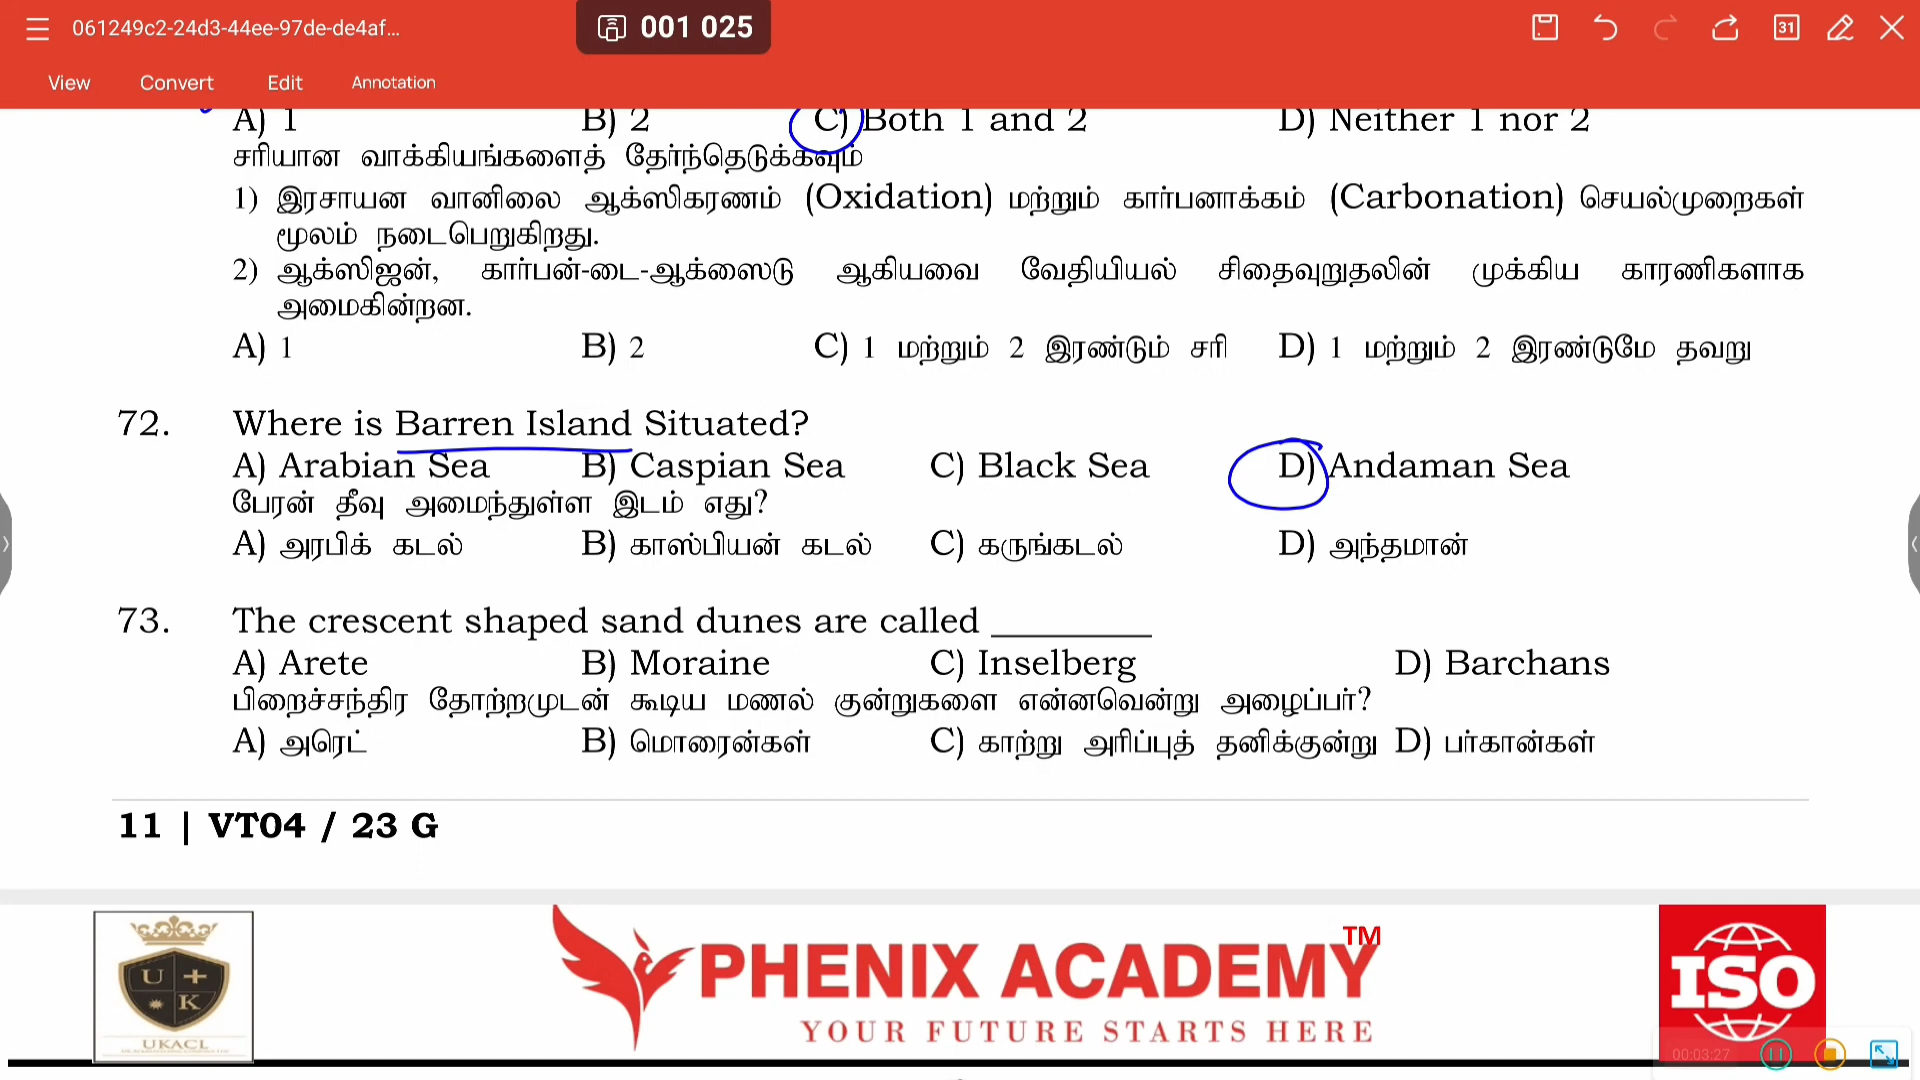 061249c2-24d3-44ee-97de-de4af...
001 025
31
View Convert Edit Annotation
A) 1 B) 2 C) Both 1 and 2 D) Neither 1 nor 2
சரியான வாக்கியங்களைத் தேர்ந்தெடுக்கவும்
1) இரசாயன வானிலை ஆக்ஸிகரணம் (Oxidation) மற்றும் கார்பனாக்கம் (Carbonation) செயல்முறைகள்
மூலம் நடைபெறுகிறது.
2) ஆக்ஸிஜன், கார்பன்-டை-ஆக்ஸைடு ஆகியவை வேதியியல் சிதைவுறுதலின் முக்கிய காரணிகளாக
அமைகின்றன.
A) 1 B) 2 C) 1 மற்றும் 2 இரண்டும் சரி D) 1 மற்றும் 2 இரண்டுமே தவறு
72. Where is Barren Island Situated?
A) Arabian Sea B) Caspian Sea C) Black Sea D) Andaman Sea
பேரன் தீவு அமைந்துள்ள இடம் எது?
A) அரபிக் கடல் B) காஸ்பியன் கடல் C) கருங்கடல் D) அந்தமான்
73. The crescent shaped sand dunes are called ________
A) Arete B) Moraine C) Inselberg D) Barchans
பிறைச்சந்திர தோற்றமுடன் கூடிய மணல் குன்றுகளை என்னவென்று அழைப்பர்?
A) அரெட் B) மொரைன்கள் C) காற்று அரிப்புத் தனிக்குன்று D) பர்கான்கள்
11 | VT04 / 23 G
U K
UKACL
PHENIX ACADEMY TM
YOUR FUTURE STARTS HERE
ISO
00:03:27